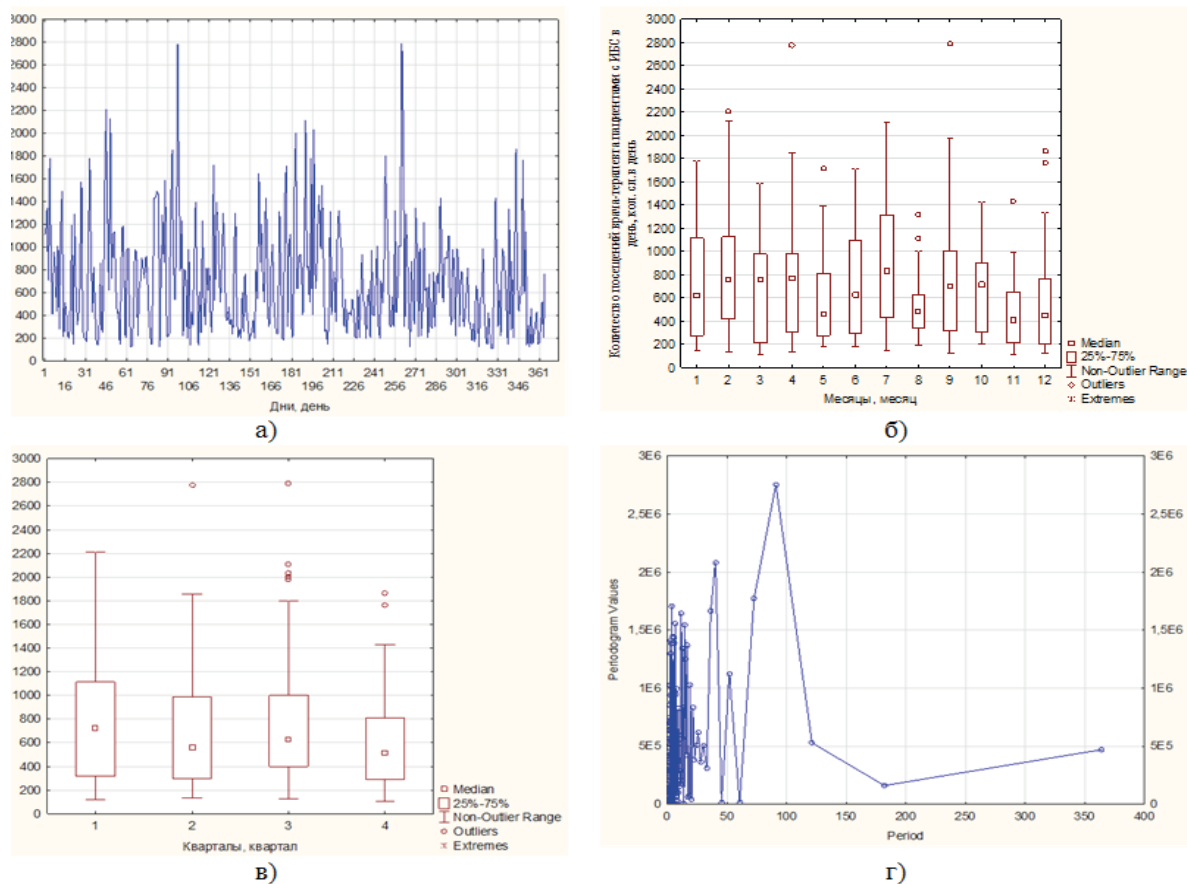 3000
2800
2600
2400
2200
2000
1800
1600
1400
1200
1000
800
600
400
200
0
1 31 61 91 121 151 181 211 241 271 301 331 361
16 46 76 106 136 166 196 226 256 286 316 346
Дни, день
а)
Количество посещений врача-терапевта пациентами с ИБС в
день, кол. сл. в день
3000
2800
2600
2400
2200
2000
1800
1600
1400
1200
1000
800
600
400
200
0
1 2 3 4 5 6 7 8 9 10 11 12
Месяцы, месяц
Median
25%-75%
Non-Outlier Range
Outliers
Extremes
б)
3000
2800
2600
2400
2200
2000
1800
1600
1400
1200
1000
800
600
400
200
0
1 2 3 4
Кварталы, квартал
Median
25%-75%
Non-Outlier Range
Outliers
Extremes
в)
Periodogram Values
3E6
2,5E6
2E6
1,5E6
1E6
5E5
0
3E6
2,5E6
2E6
1,5E6
1E6
5E5
0
0 50 100 150 200 250 300 350 400
Period
г)